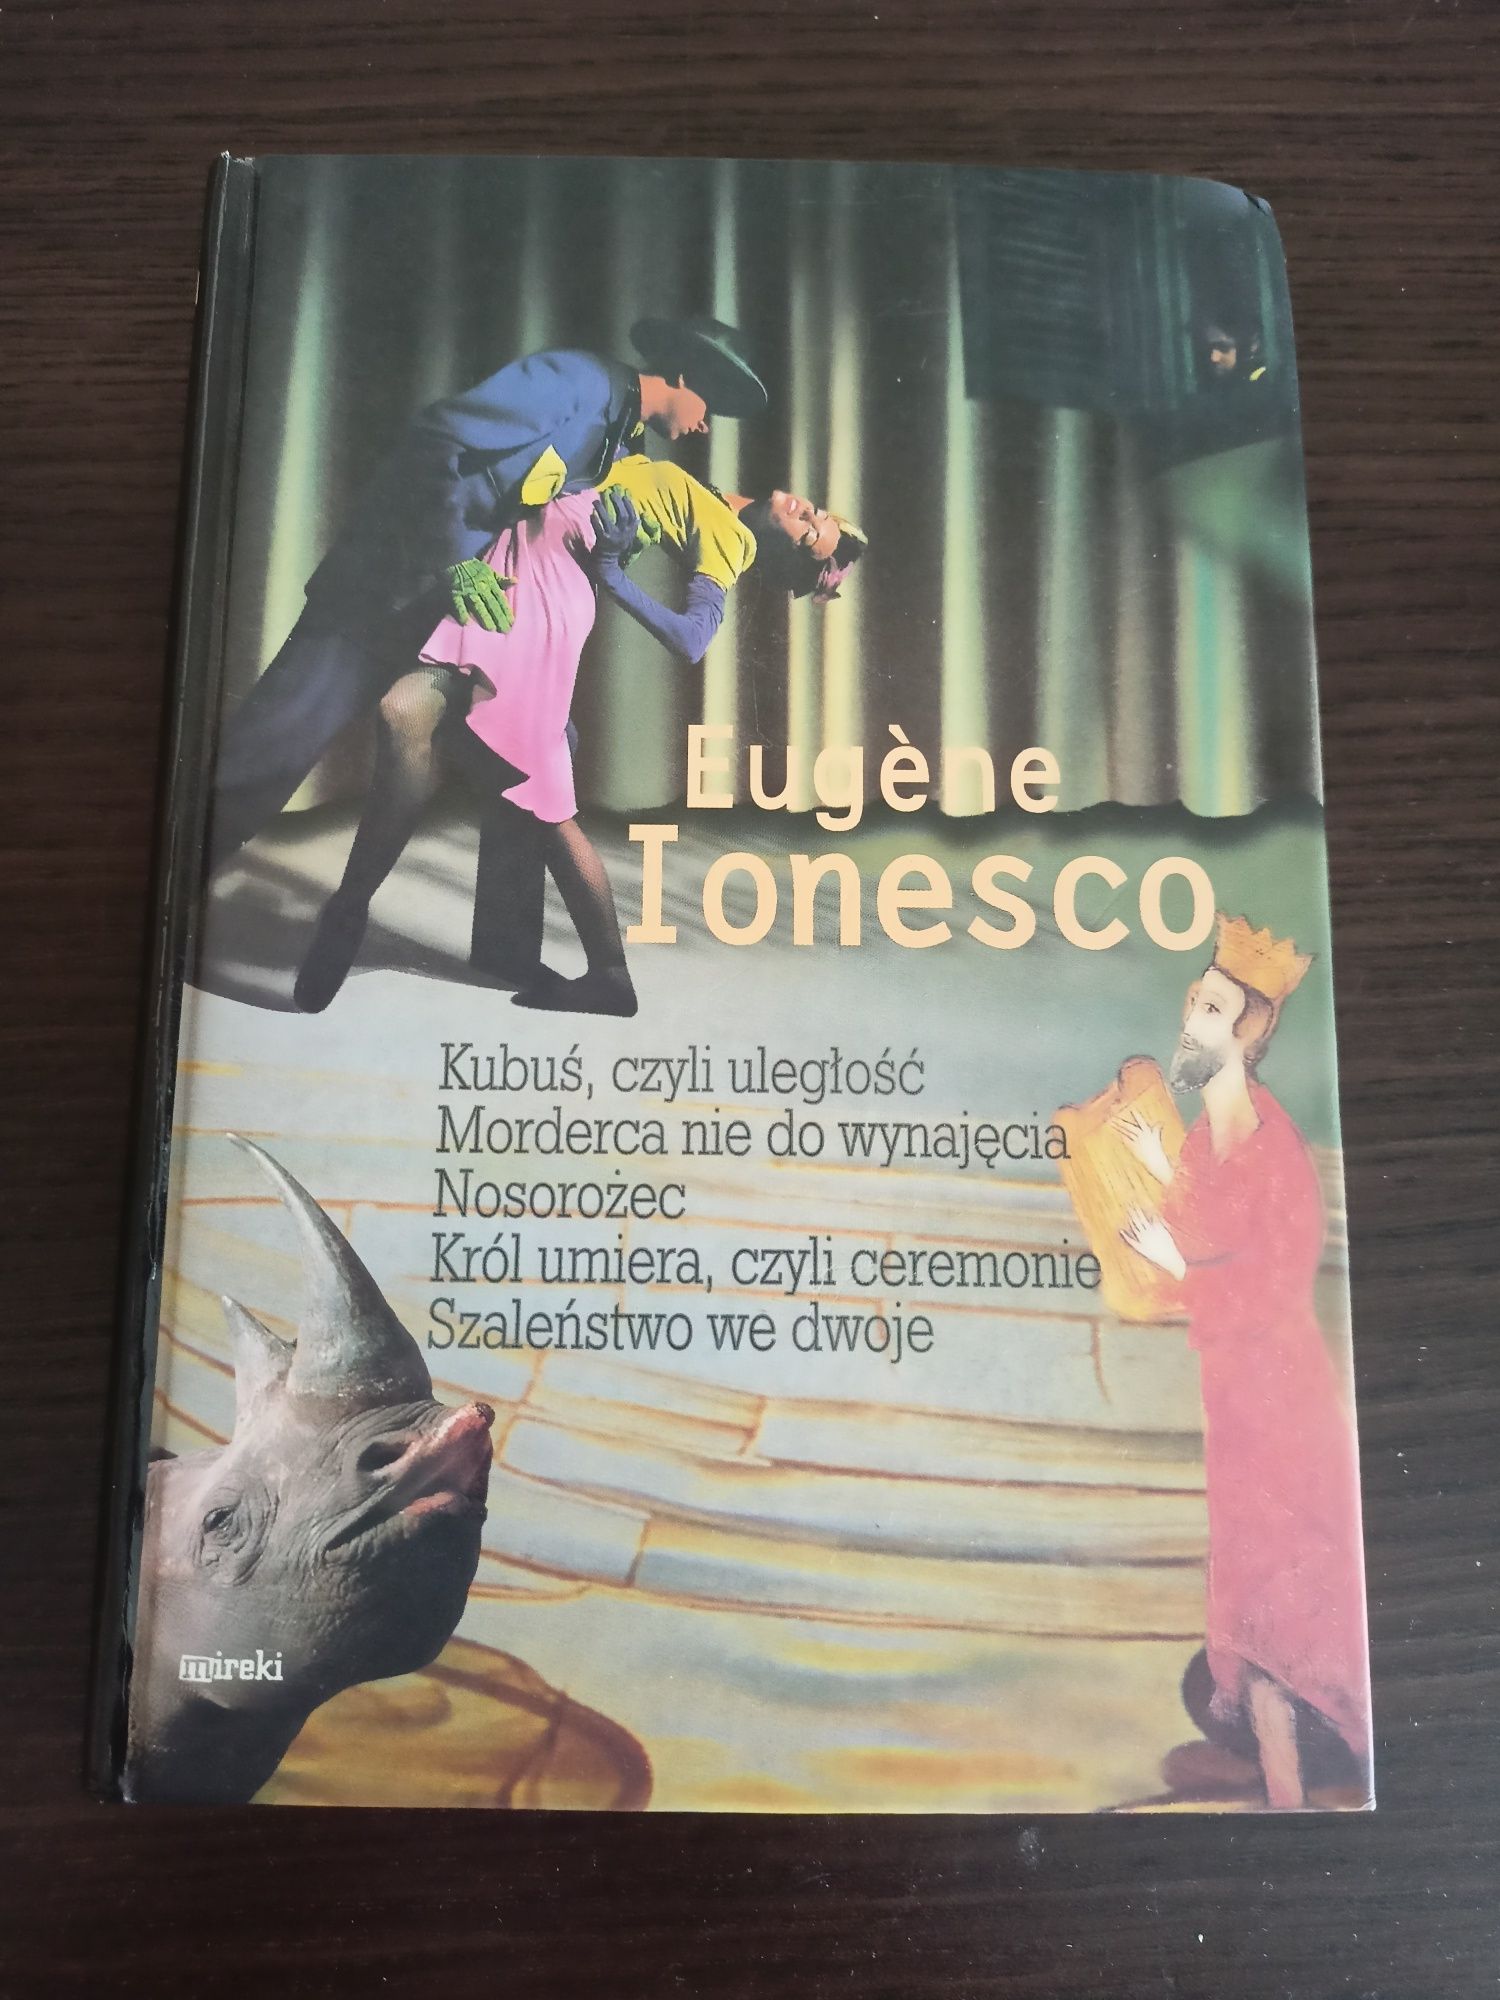 Eugène
Ionesco
Kubuś, czyli uległość
Morderca nie do wynajęcia
Nosorożec
Król umiera, czyli ceremonie
Szaleństwo we dwoje
mireki